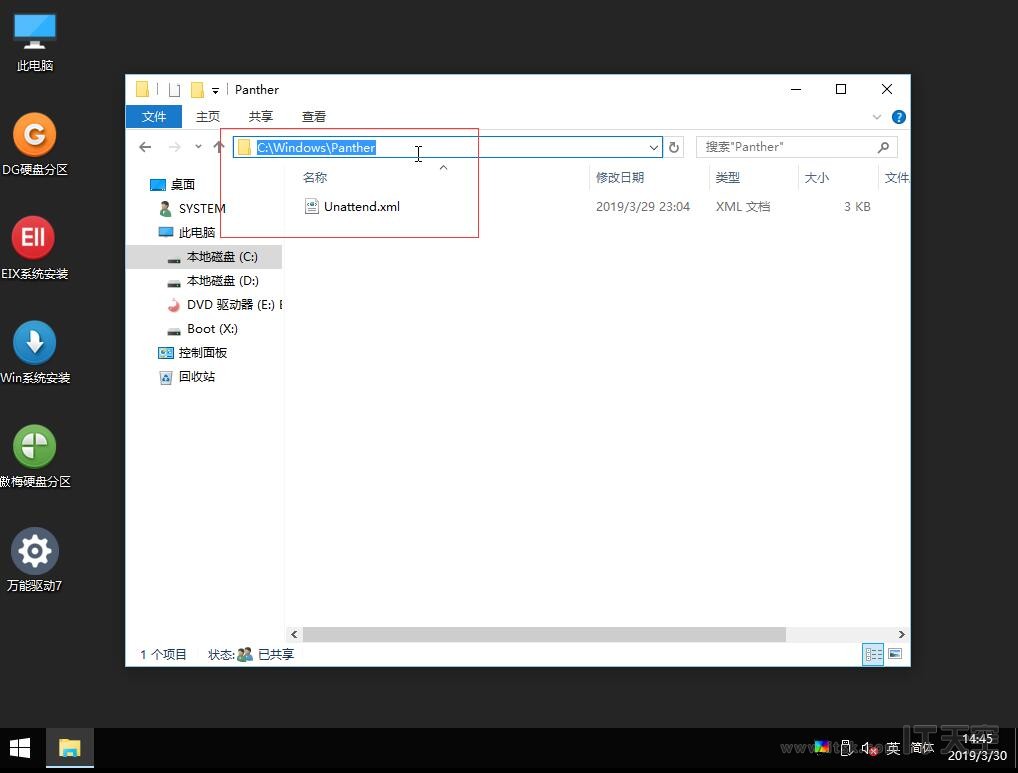 此电脑
G
DG硬盘分区
EII
EIX系统安装
Win系统安装
傲梅硬盘分区
万能驱动7
Panther
文件 主页 共享 查看
?
C:\Windows\Panther
搜索"Panther"
名称 修改日期 类型 大小 文件
Unattend.xml 2019/3/29 23:04 XML 文档 3 KB
桌面
SYSTEM
此电脑
本地磁盘 (C:)
本地磁盘 (D:)
DVD 驱动器 (E:) E
Boot (X:)
控制面板
回收站
1 个项目 状态: 已共享
英 简体
14:45
2019/3/30
IT天空